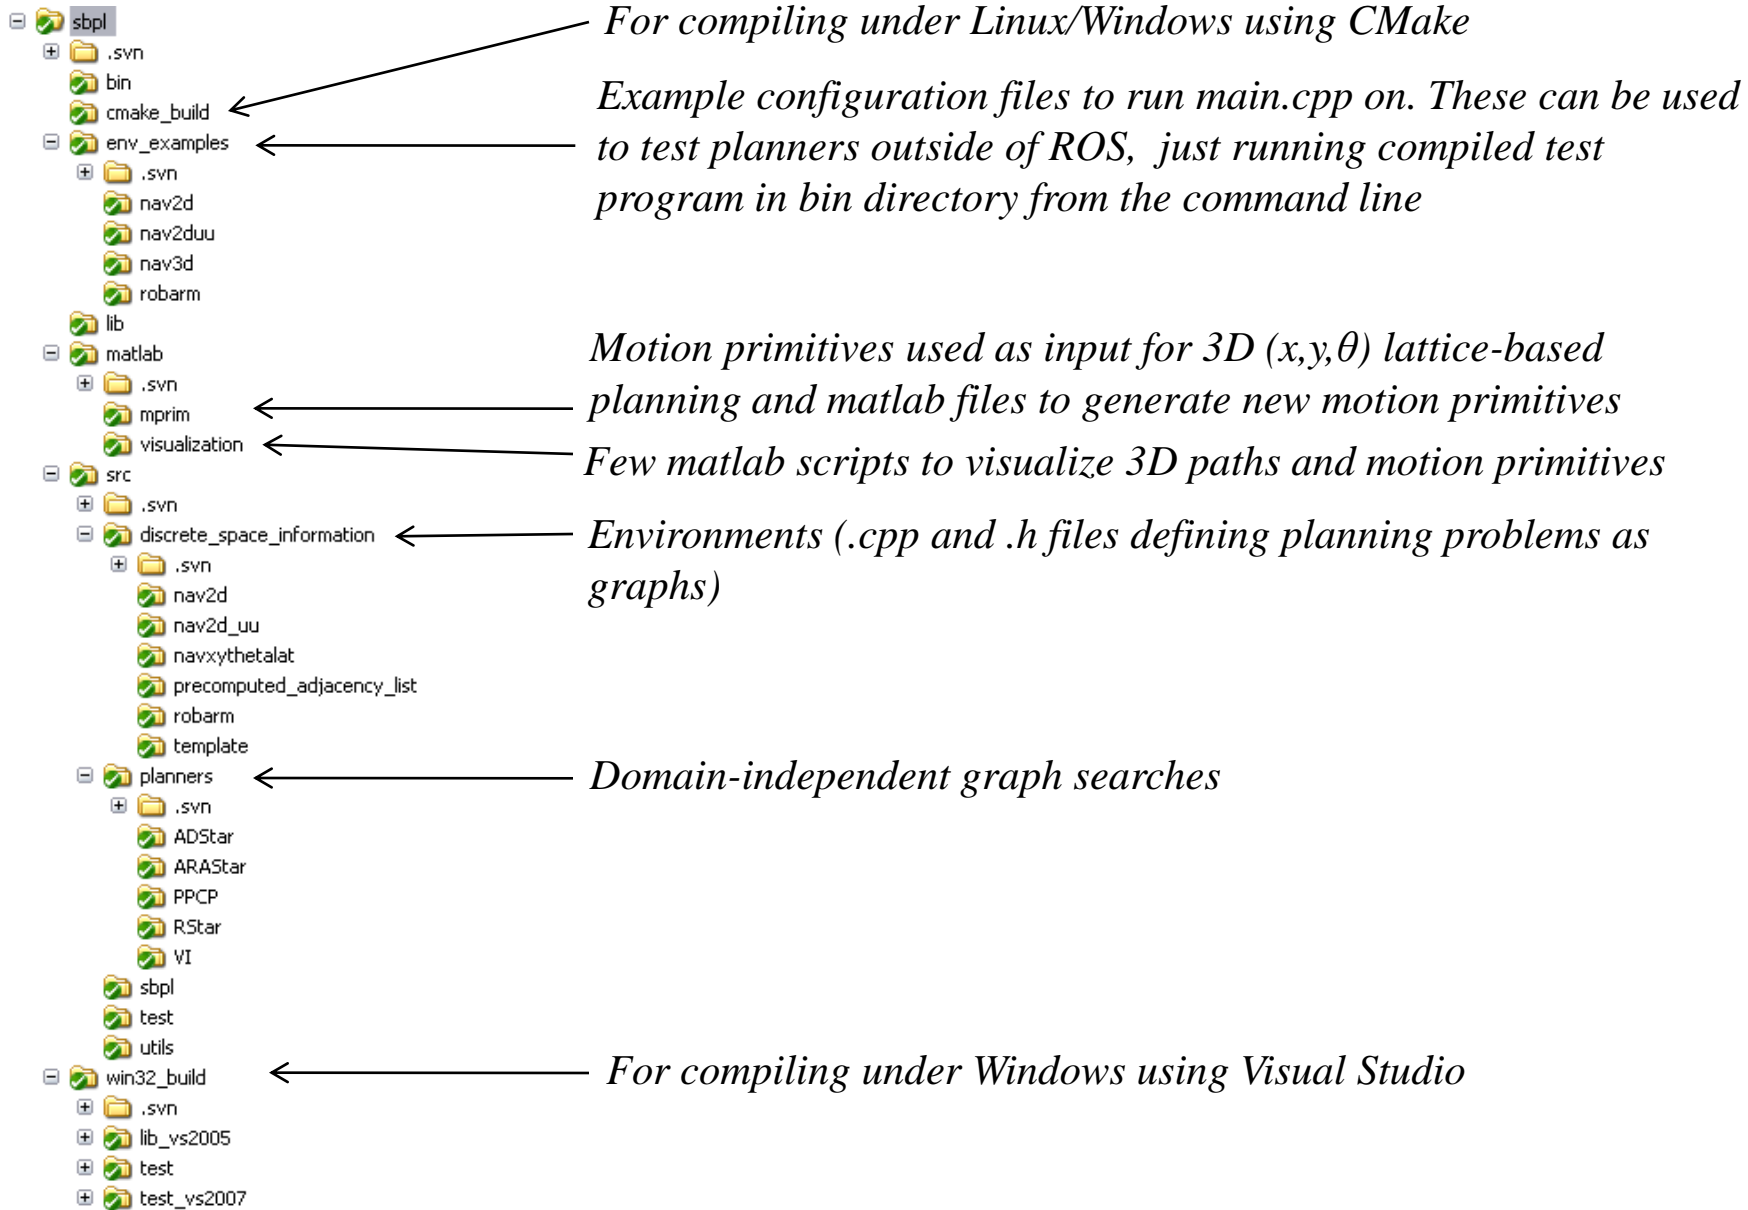 sbpl
For compiling under Linux/Windows using CMake
.svn
bin
cmake_build
Example configuration files to run main.cpp on. These can be used
env_examples
to test planners outside of ROS,  just running compiled test
.svn
program in bin directory from the command line
nav2d
nav2duu
nav3d
robarm
lib
matlab
Motion primitives used as input for 3D (x,y,θ) lattice-based
.svn
planning and matlab files to generate new motion primitives
mprim
visualization
Few matlab scripts to visualize 3D paths and motion primitives
src
.svn
discrete_space_information
Environments (.cpp and .h files defining planning problems as
graphs)
.svn
nav2d
nav2d_uu
navxythetalat
precomputed_adjacency_list
robarm
template
planners
Domain-independent graph searches
.svn
ADStar
ARAStar
PPCP
RStar
VI
sbpl
test
utils
win32_build
For compiling under Windows using Visual Studio
.svn
lib_vs2005
test
test_vs2007